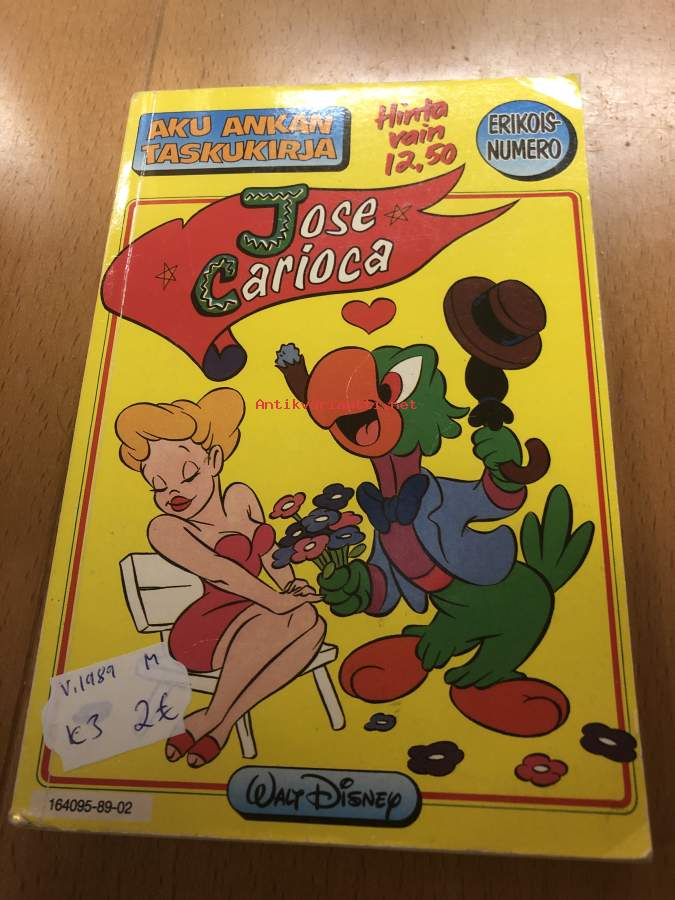 AKU ANKAN
TASKUKIRJA
Hinta
vain
12,50
ERIKOIS-
NUMERO
Jose
Carioca
Antikvariaatti.net
V.1989 M
K3 2€
WALT DISNEY
164095-89-02